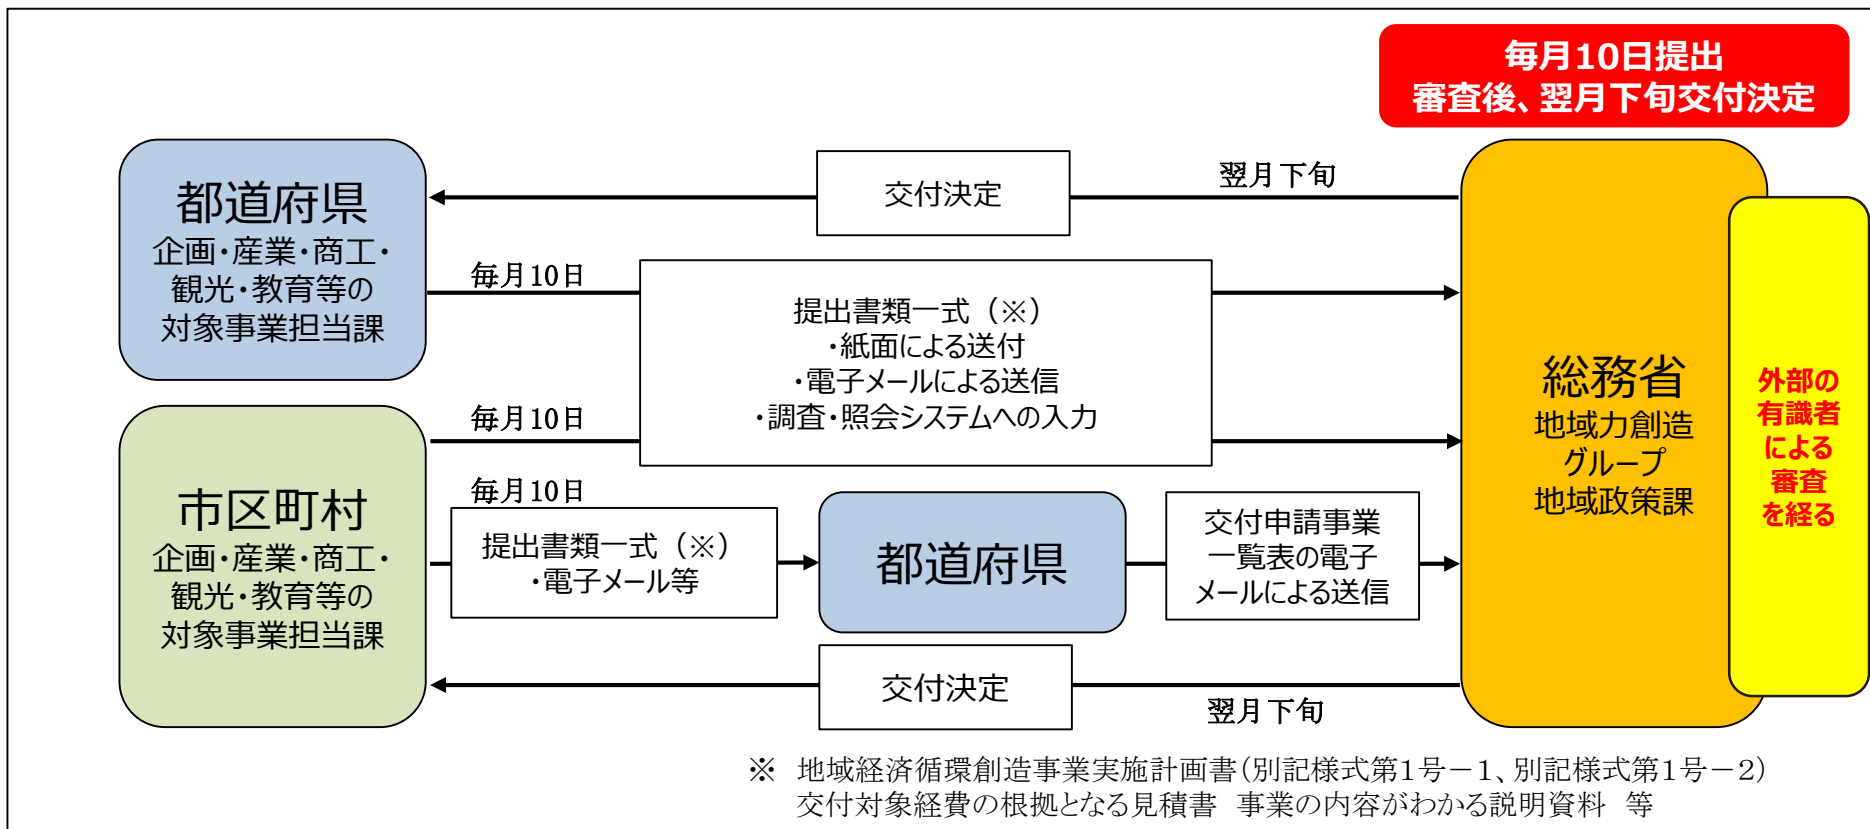 毎月10日提出
審査後、翌月下旬交付決定
都道府県
企画・産業・商工・
観光・教育等の
対象事業担当課
交付決定
翌月下旬
毎月10日
提出書類一式（※）
・紙面による送付
・電子メールによる送信
・調査・照会システムへの入力
毎月10日
市区町村
企画・産業・商工・
観光・教育等の
対象事業担当課
毎月10日
提出書類一式（※）
・電子メール等
都道府県
交付申請事業
一覧表の電子
メールによる送信
交付決定
翌月下旬
総務省
地域力創造
グループ
地域政策課
外部の
有識者
による
審査
を経る
※　地域経済循環創造事業実施計画書（別記様式第１号－１、別記様式第１号－２）
交付対象経費の根拠となる見積書　事業の内容がわかる説明資料　等